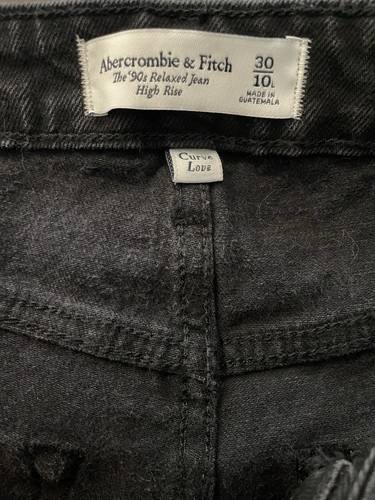 Abercrombie & Fitch
The '90s Relaxed Jean
High Rise
30
10L
MADE IN
GUATEMALA
Curve
Love